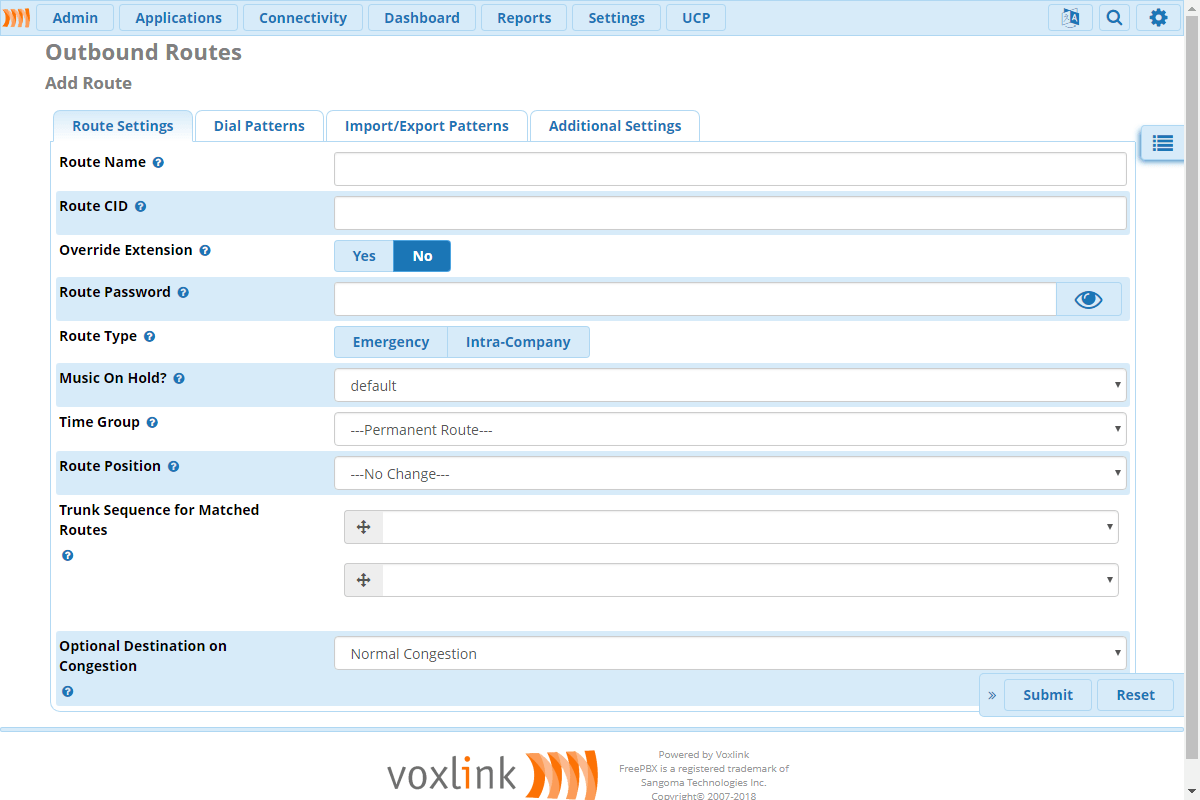 Admin
Applications
Connectivity
Dashboard
Reports
Settings
UCP
Outbound Routes
Add Route
Route Settings
Dial Patterns
Import/Export Patterns
Additional Settings
Route Name
Route CID
Override Extension
Yes
No
Route Password
Route Type
Emergency
Intra-Company
Music On Hold?
default
Time Group
---Permanent Route---
Route Position
---No Change---
Trunk Sequence for Matched
Routes
Optional Destination on
Congestion
Normal Congestion
»
Submit
Reset
voxlink
Powered by Voxlink
FreePBX is a registered trademark of
Sangoma Technologies Inc.
Copyright© 2007-2018